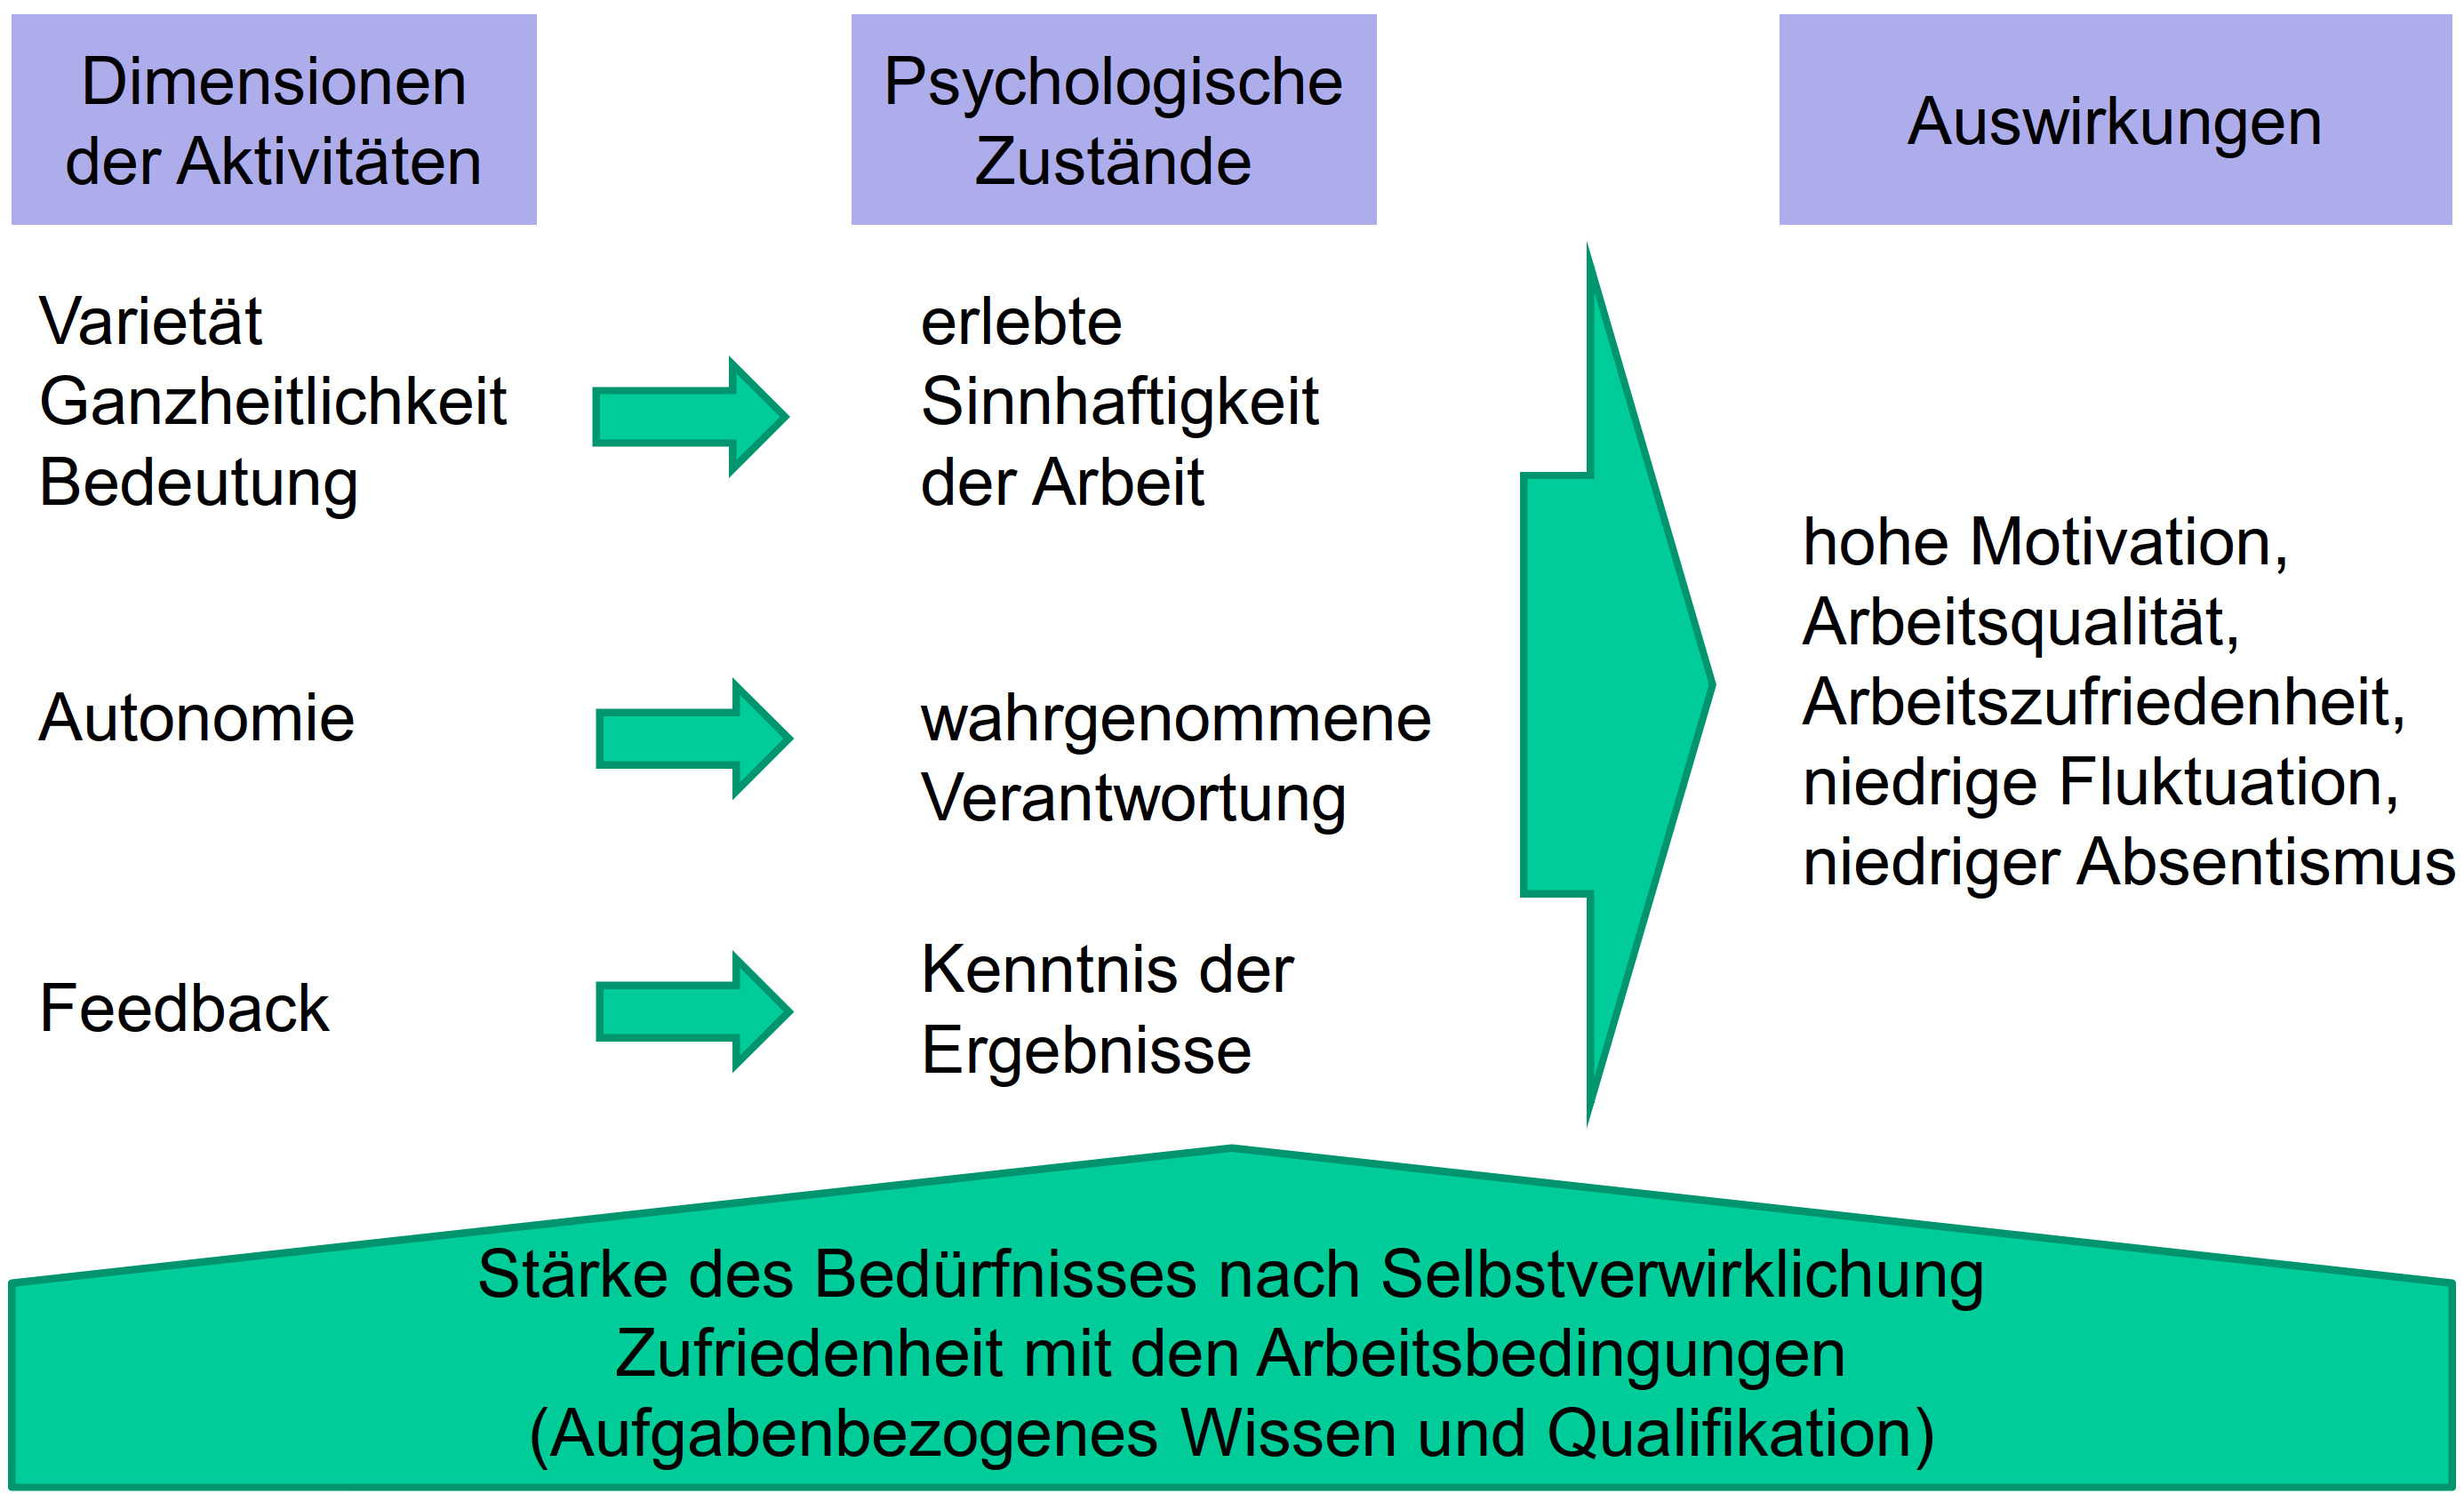 Dimensionen
der Aktivitäten
Psychologische
Zustände
Auswirkungen
Varietät
Ganzheitlichkeit
Bedeutung
erlebte
Sinnhaftigkeit
der Arbeit
Autonomie
wahrgenommene
Verantwortung
Feedback
Kenntnis der
Ergebnisse
hohe Motivation,
Arbeitsqualität,
Arbeitszufriedenheit,
niedrige Fluktuation,
niedriger Absentismus
Stärke des Bedürfnisses nach Selbstverwirklichung
Zufriedenheit mit den Arbeitsbedingungen
(Aufgabenbezogenes Wissen und Qualifikation)